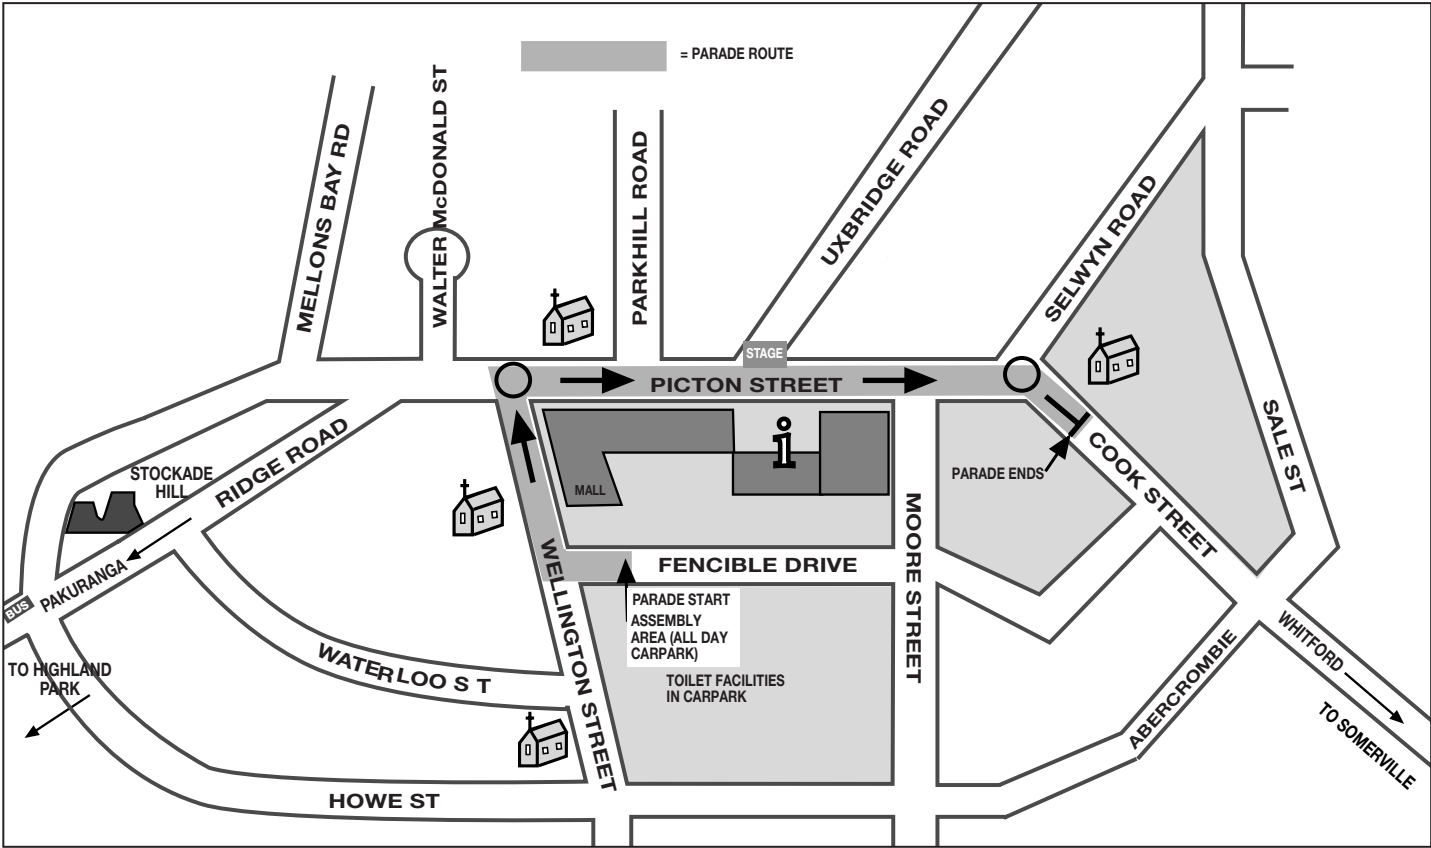 = PARADE ROUTE
MELLONS BAY RD
WALTER McDONALD ST
PARKHILL ROAD
UXBRIDGE ROAD
SELWYN ROAD
STAGE
PICTON STREET
SALE ST
STOCKADE
HILL
RIDGE ROAD
MALL
i
PARADE ENDS
COOK STREET
MOORE STREET
FENCIBLE DRIVE
WELLINGTON STREET
PAKURANGA
BUS
PARADE START
ASSEMBLY
AREA (ALL DAY
CARPARK)
TOILET FACILITIES
IN CARPARK
WATERLOO ST
TO HIGHLAND
PARK
WHITFORD
ABERCROMBIE
TO SOMERVILLE
HOWE ST